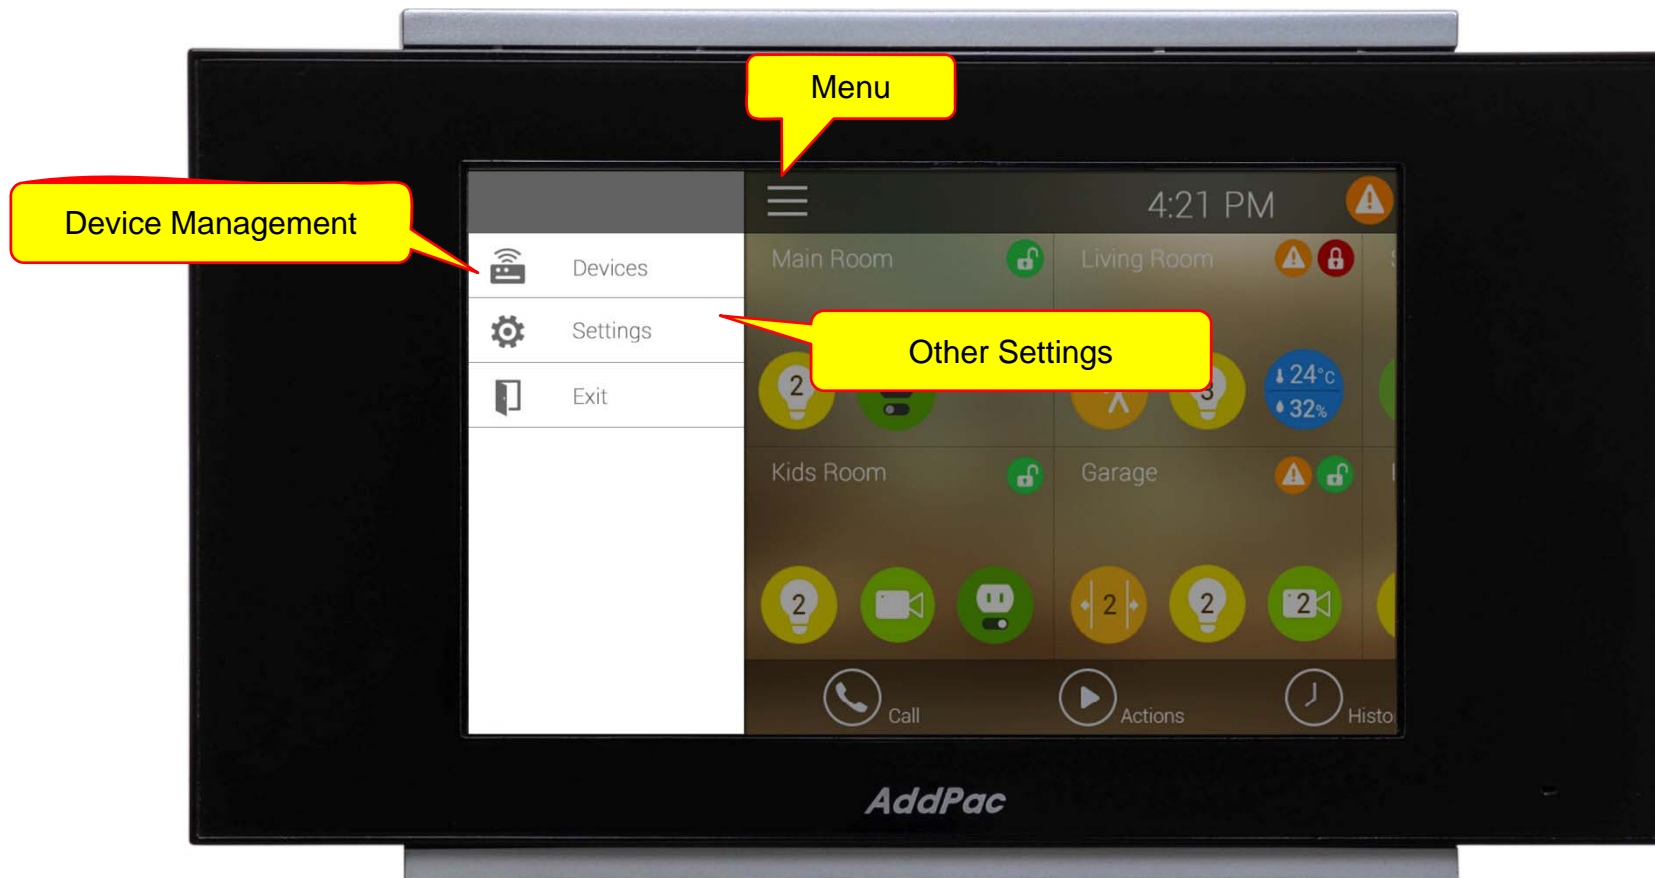 Menu
Device Management
4:21 PM
Devices
Main Room
Living Room
Settings
Other Settings
Exit
2
3
24°C
32%
Kids Room
Garage
2
2
2
2
Call
Actions
Histo
AddPac